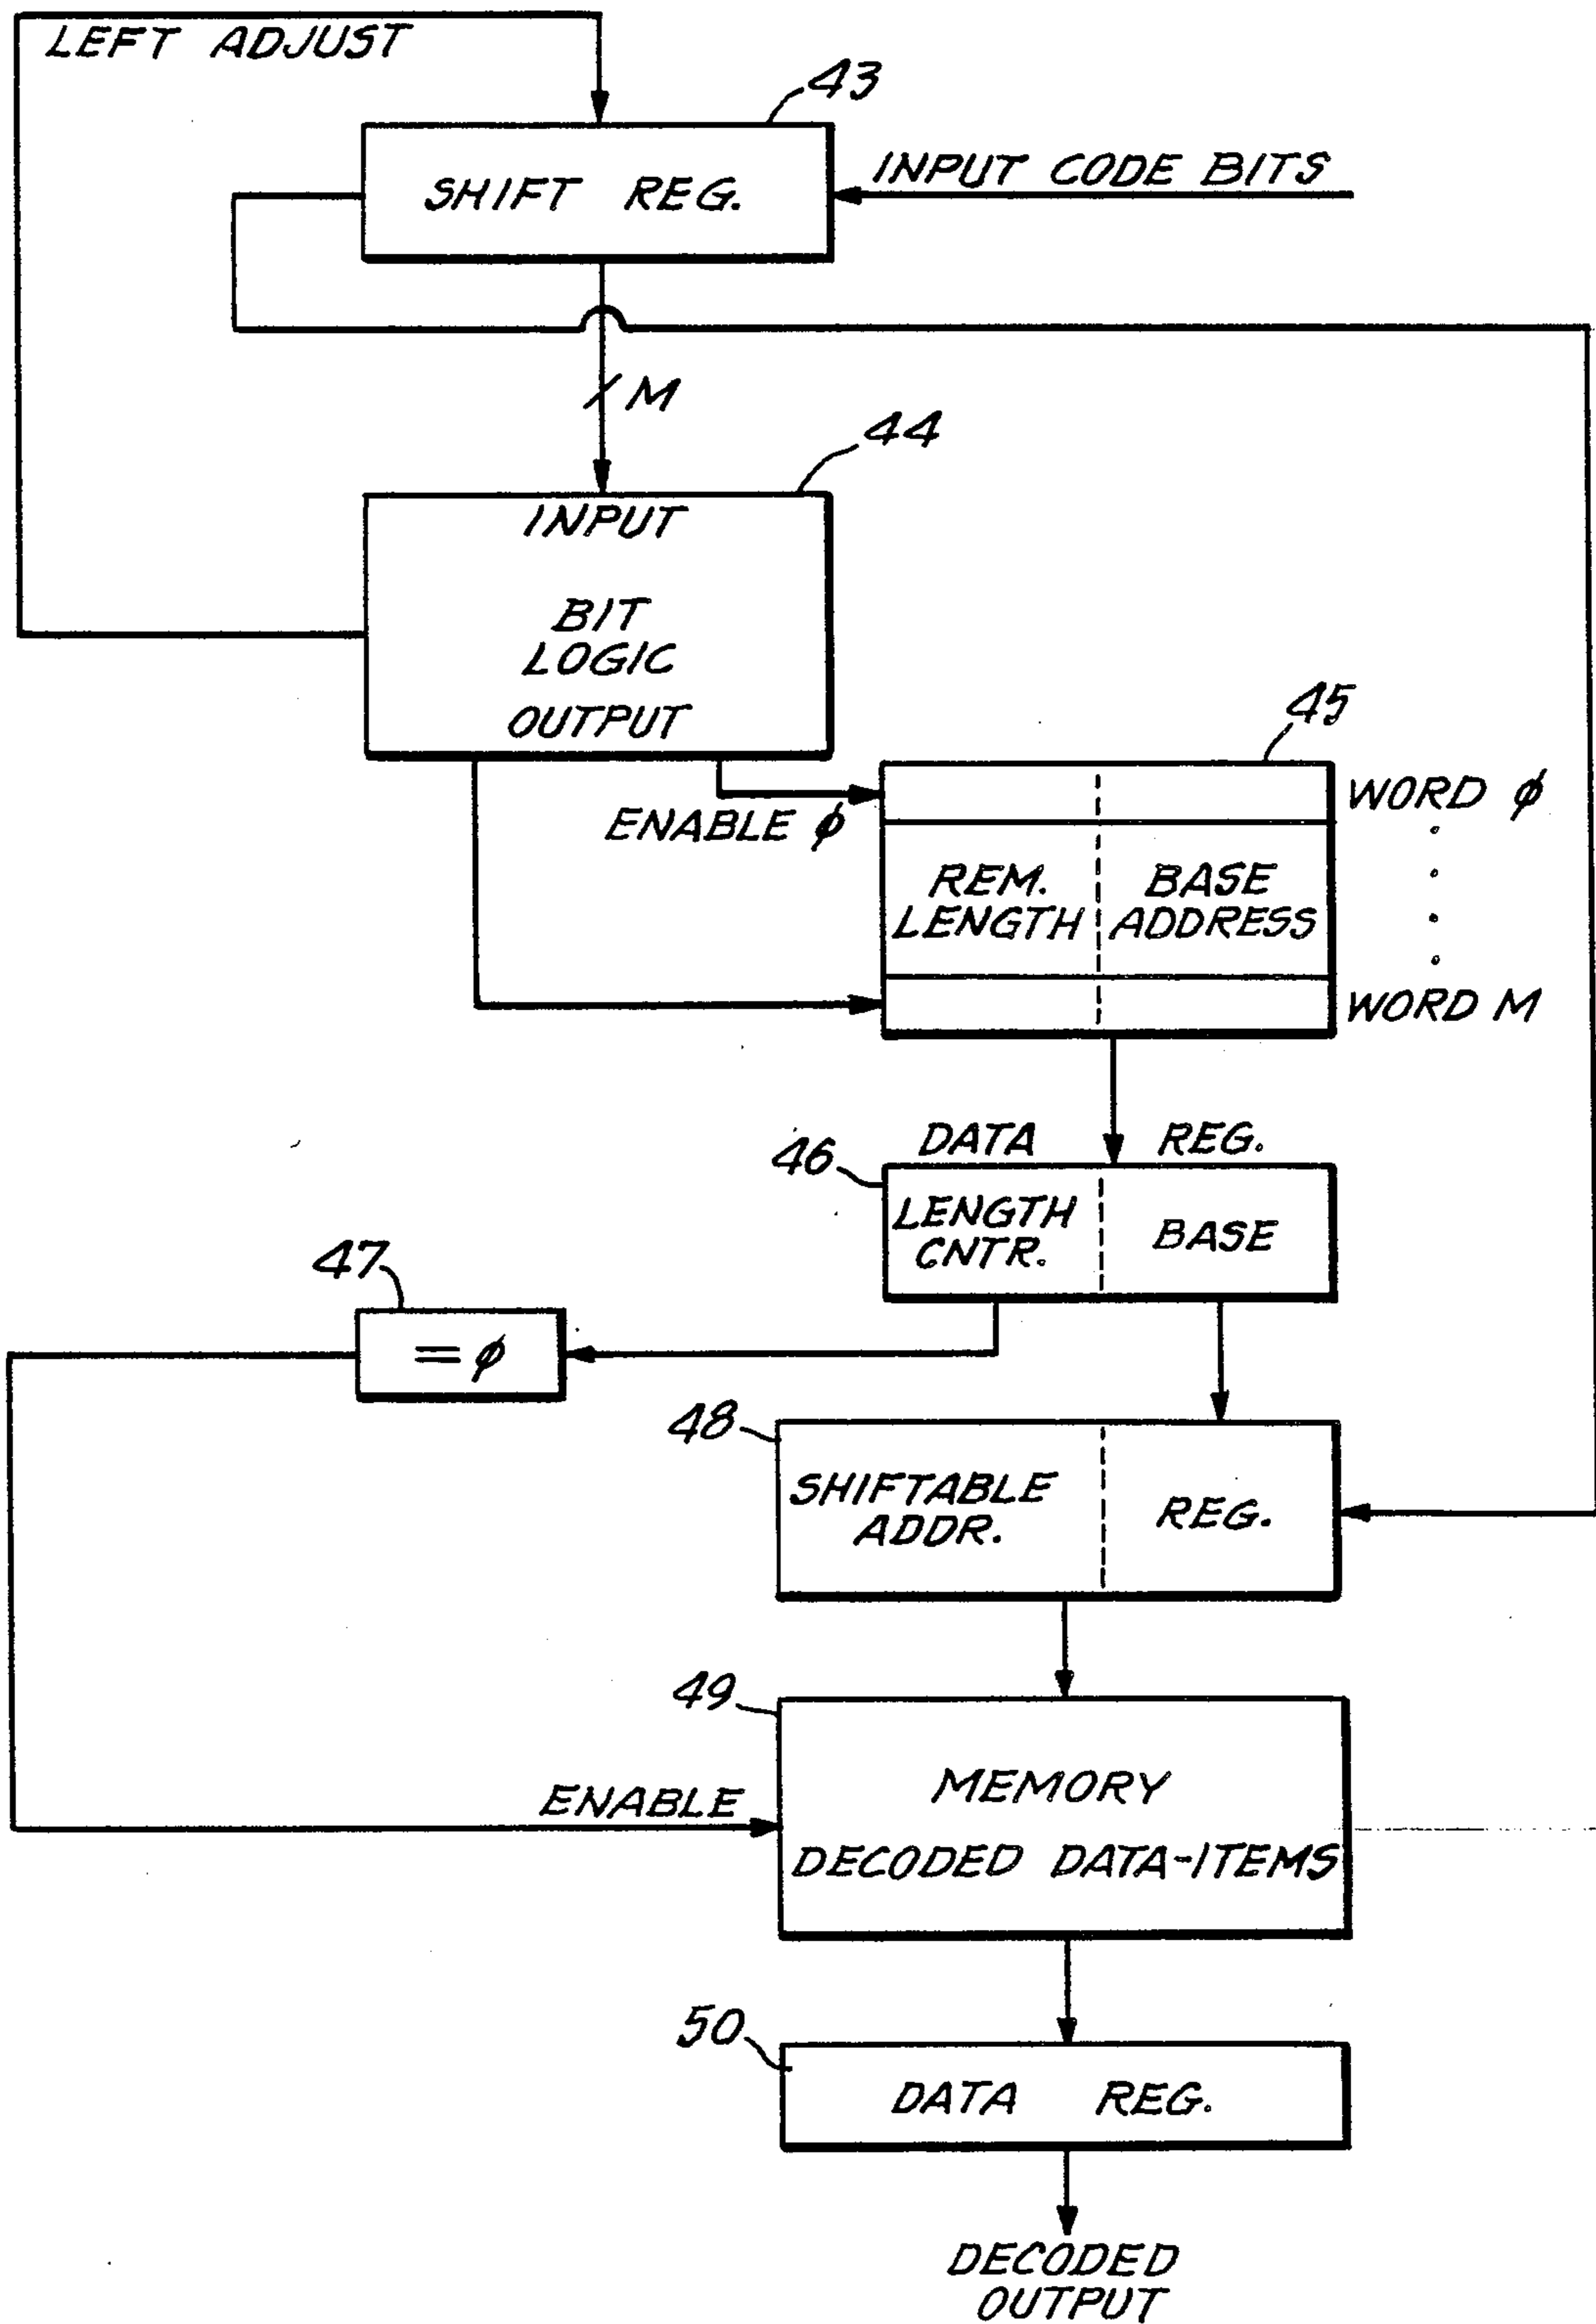 LEFT ADJUST
43
SHIFT REG.
INPUT CODE BITS
M
44
INPUT
BIT
LOGIC
OUTPUT
45
WORD ϕ
ENABLE ϕ
REM.
LENGTH
BASE
ADDRESS
WORD M
DATA REG.
46
LENGTH
CNTR.
BASE
47
= ϕ
48
SHIFTABLE
ADDR.
REG.
49
ENABLE
MEMORY
DECODED DATA-ITEMS
50
DATA REG.
DECODED
OUTPUT